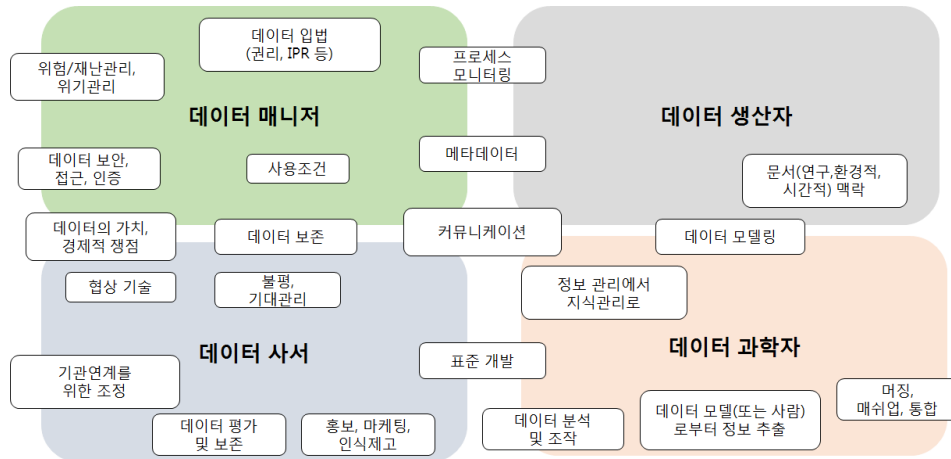 데이터 입법
(권리, IPR 등)
위험/재난관리,
위기관리
프로세스
모니터링
데이터 매니저
데이터 생산자
데이터 보안,
접근, 인증
사용조건
메타데이터
문서(연구,환경적,
시간적) 맥락
데이터의 가치,
경제적 쟁점
데이터 보존
커뮤니케이션
데이터 모델링
협상 기술
불평,
기대관리
정보 관리에서
지식관리로
데이터 사서
표준 개발
데이터 과학자
기관연계를
위한 조정
데이터 평가
및 보존
홍보, 마케팅,
인식제고
데이터 분석
및 조작
데이터 모델(또는 사람)
로부터 정보 추출
머징,
매쉬업, 통합